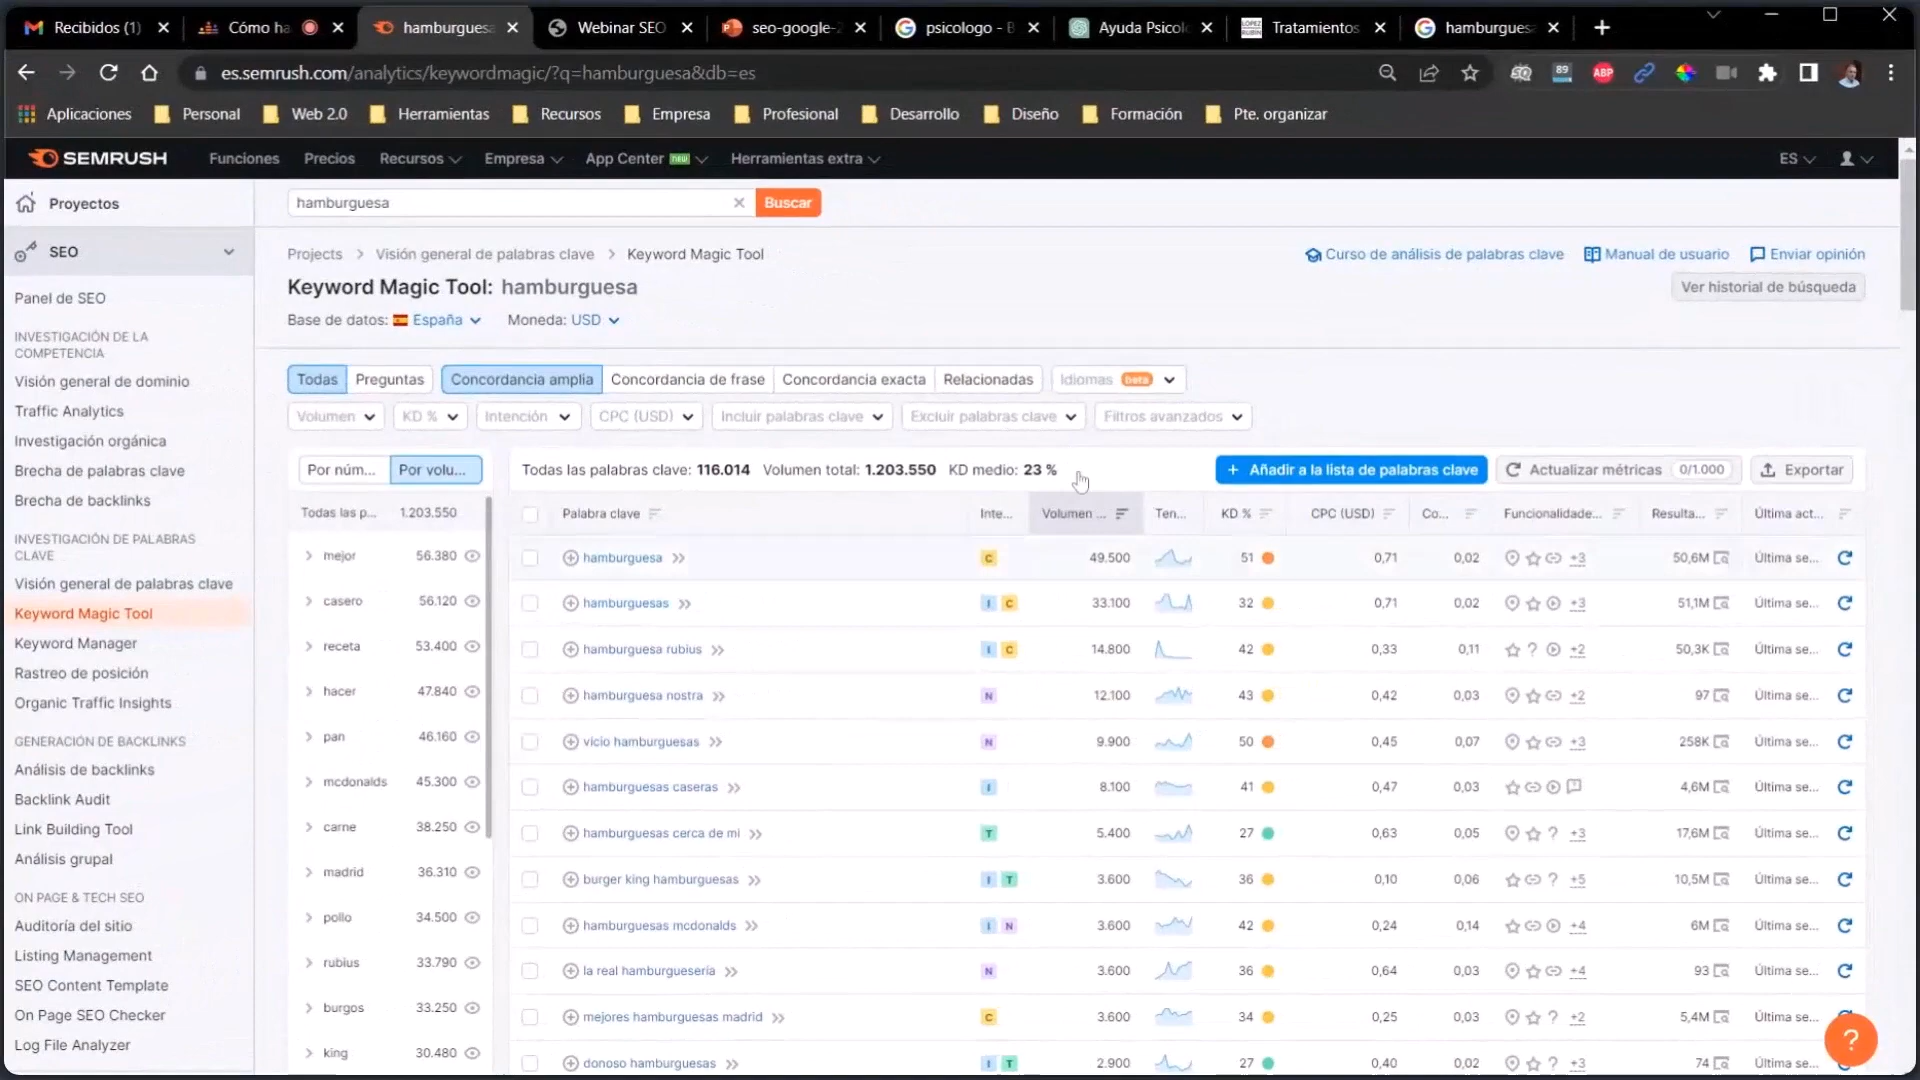 Recibidos (1)
Cómo ha
hamburguesa
Webinar SEO
seo-google-2
psicologo - B
Ayuda Psicol
Tratamientos
hamburgues
es.semrush.com/analytics/keywordmagic/?q=hamburguesa&db=es
89
ABP
Aplicaciones
Personal
Web 2.0
Herramientas
Recursos
Empresa
Profesional
Desarrollo
Diseño
Formación
Pte. organizar
SEMRUSH
Funciones
Precios
Recursos
Empresa
App Center new
Herramientas extra
ES
Proyectos
hamburguesa
Buscar
SEO
Projects > Visión general de palabras clave > Keyword Magic Tool
Curso de análisis de palabras clave
Manual de usuario
Enviar opinión
Keyword Magic Tool: hamburguesa
Ver historial de búsqueda
Base de datos: España
Moneda: USD
Panel de SEO
INVESTIGACIÓN DE LA
COMPETENCIA
Visión general de dominio
Traffic Analytics
Investigación orgánica
Brecha de palabras clave
Brecha de backlinks
INVESTIGACIÓN DE PALABRAS
CLAVE
Visión general de palabras clave
Keyword Magic Tool
Keyword Manager
Rastreo de posición
Organic Traffic Insights
GENERACIÓN DE BACKLINKS
Análisis de backlinks
Backlink Audit
Link Building Tool
Análisis grupal
ON PAGE & TECH SEO
Auditoría del sitio
Listing Management
SEO Content Template
On Page SEO Checker
Log File Analyzer
Todas Preguntas Concordancia amplia Concordancia de frase Concordancia exacta Relacionadas Idiomas beta
Volumen KD % Intención CPC (USD) Incluir palabras clave Excluir palabras clave Filtros avanzados
Por núm... Por volu...
Todas las p... 1.203.550
mejor 56.380
casero 56.120
receta 53.400
hacer 47.840
pan 46.160
mcdonalds 45.300
carne 38.250
madrid 36.310
pollo 34.500
rubius 33.790
burgos 33.250
king 30.480
Todas las palabras clave: 116.014 Volumen total: 1.203.550 KD medio: 23 %
+ Añadir a la lista de palabras clave
Actualizar métricas 0/1.000
Exportar
Palabra clave Inte... Volumen ... Ten... KD % CPC (USD) Co... Funcionalidade... Resulta... Última act...
hamburguesa C 49.500 51 0,71 0,02 +3 50,6M Última se...
hamburguesas I C 33.100 32 0,71 0,02 +3 51,1M Última se...
hamburguesa rubius I C 14.800 42 0,33 0,11 +2 50,3K Última se...
hamburguesa nostra N 12.100 43 0,42 0,03 +2 97 Última se...
vicio hamburguesas N 9.900 50 0,45 0,07 +3 258K Última se...
hamburguesas caseras I 8.100 41 0,47 0,03 4,6M Última se...
hamburguesas cerca de mi T 5.400 27 0,63 0,05 +3 17,6M Última se...
burger king hamburguesas I T 3.600 36 0,10 0,06 +5 10,5M Última se...
hamburguesas mcdonalds I N 3.600 42 0,24 0,14 +4 6M Última se...
la real hamburguesería N 3.600 36 0,64 0,03 +4 93 Última se...
mejores hamburguesas madrid C 3.600 34 0,25 0,03 +2 5,4M Última se...
donoso hamburguesas I T 2.900 27 0,40 0,02 +3 74 Última se...
?